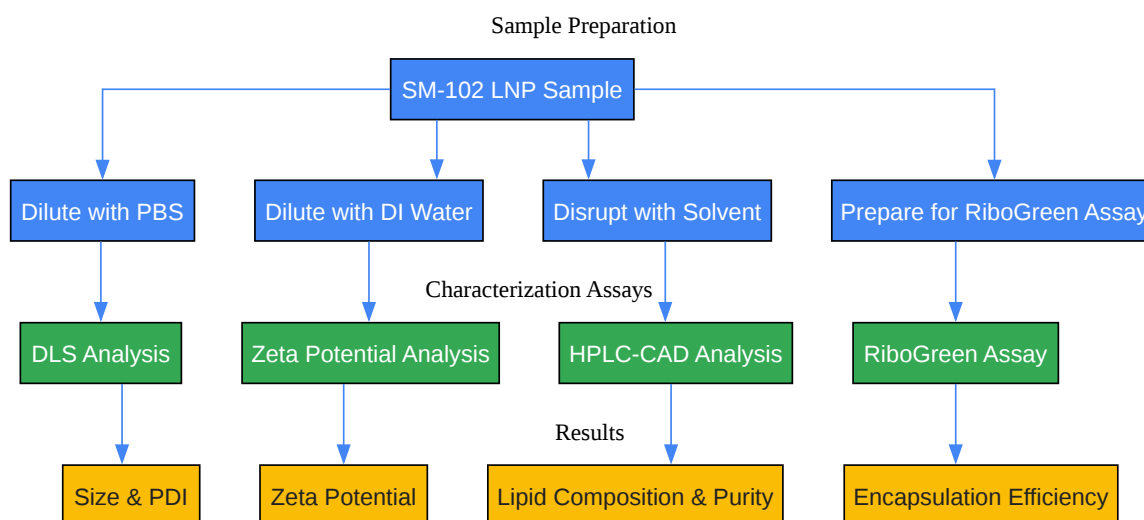 Sample Preparation
SM-102 LNP Sample
Dilute with PBS
Dilute with DI Water
Disrupt with Solvent
Prepare for RiboGreen Assay
Characterization Assays
DLS Analysis
Zeta Potential Analysis
HPLC-CAD Analysis
RiboGreen Assay
Results
Size & PDI
Zeta Potential
Lipid Composition & Purity
Encapsulation Efficiency